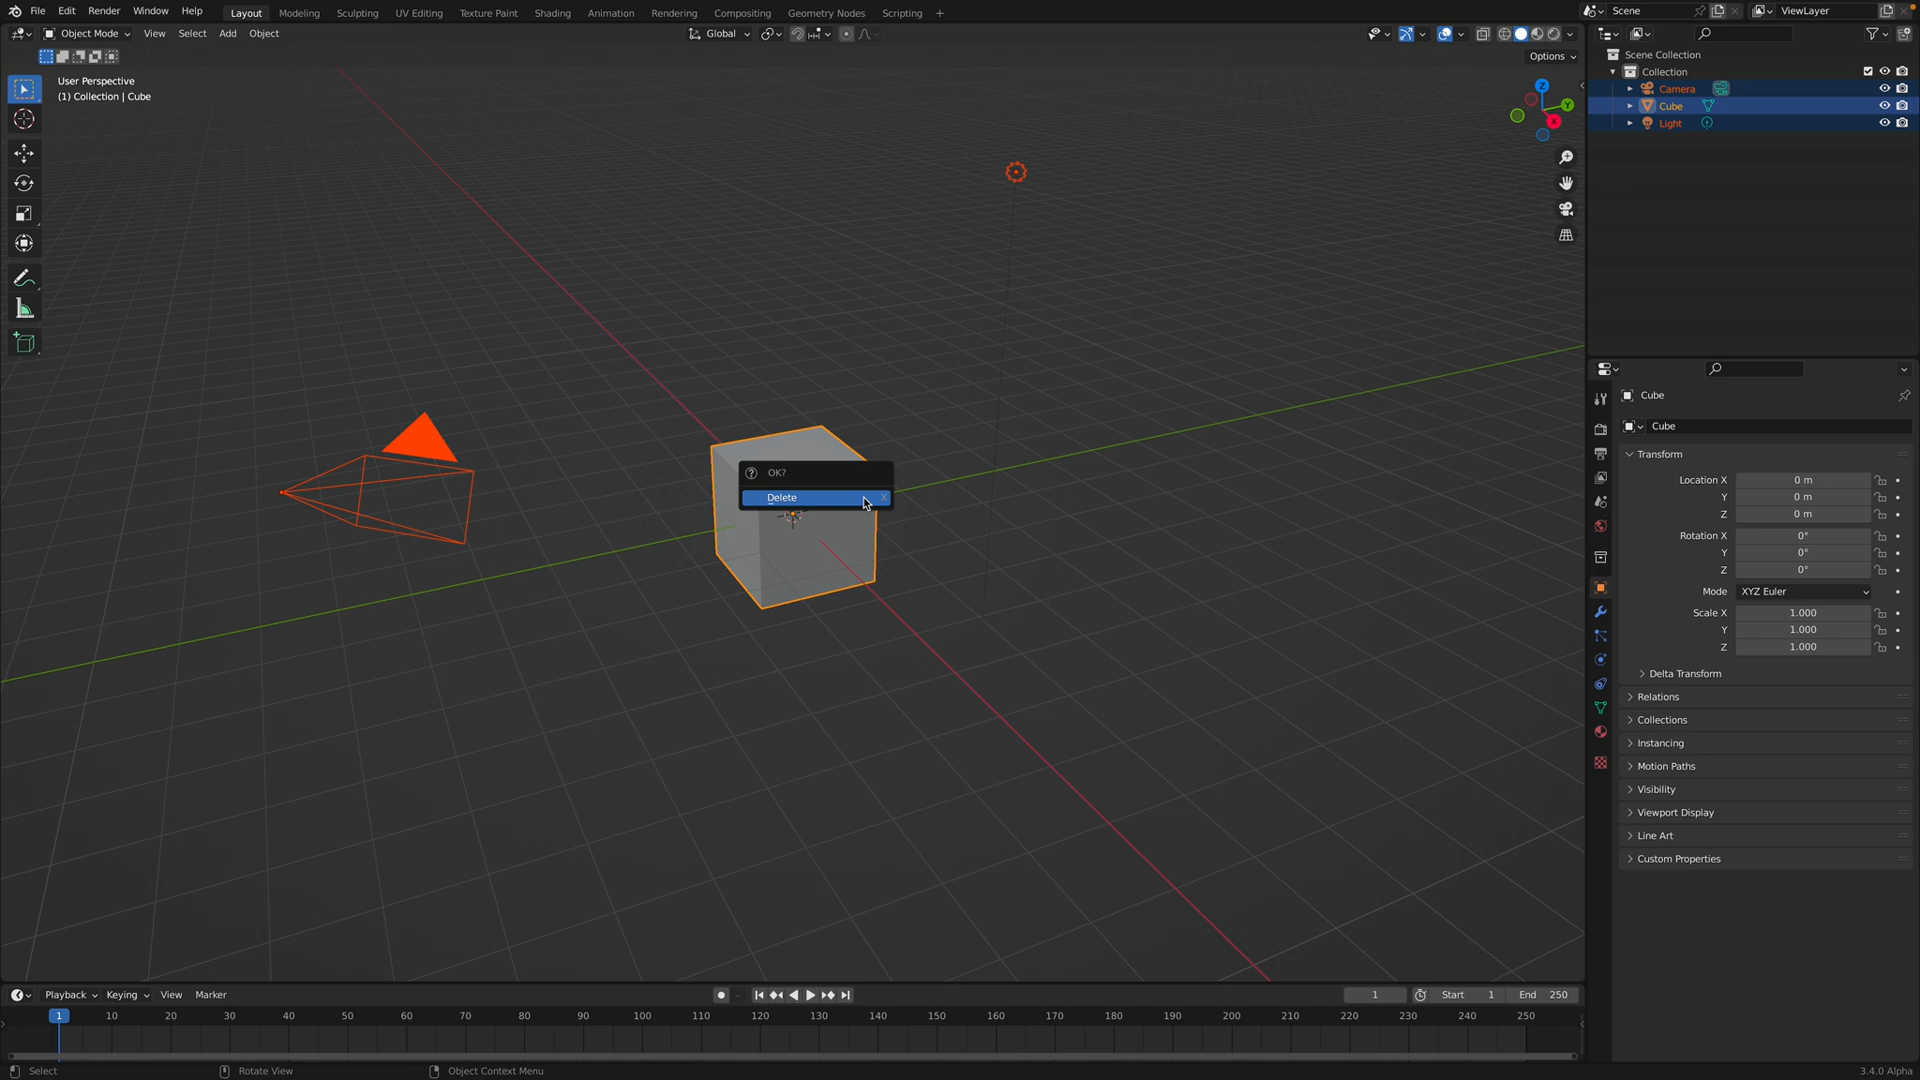 File Edit Render Window Help Layout Modeling Sculpting UV Editing Texture Paint Shading Animation Rendering Compositing Geometry Nodes Scripting + Scene ViewLayer
Object Mode View Select Add Object Global
Options
User Perspective
(1) Collection | Cube
Z
Y
X
OK?
Delete X
Scene Collection
Collection
Camera
Cube
Light
Cube
Cube
Transform
Location X 0 m
Y 0 m
Z 0 m
Rotation X 0°
Y 0°
Z 0°
Mode XYZ Euler
Scale X 1.000
Y 1.000
Z 1.000
Delta Transform
Relations
Collections
Instancing
Motion Paths
Visibility
Viewport Display
Line Art
Custom Properties
Playback Keying View Marker 1 Start 1 End 250
1 10 20 30 40 50 60 70 80 90 100 110 120 130 140 150 160 170 180 190 200 210 220 230 240 250
Select Rotate View Object Context Menu 3.4.0 Alpha